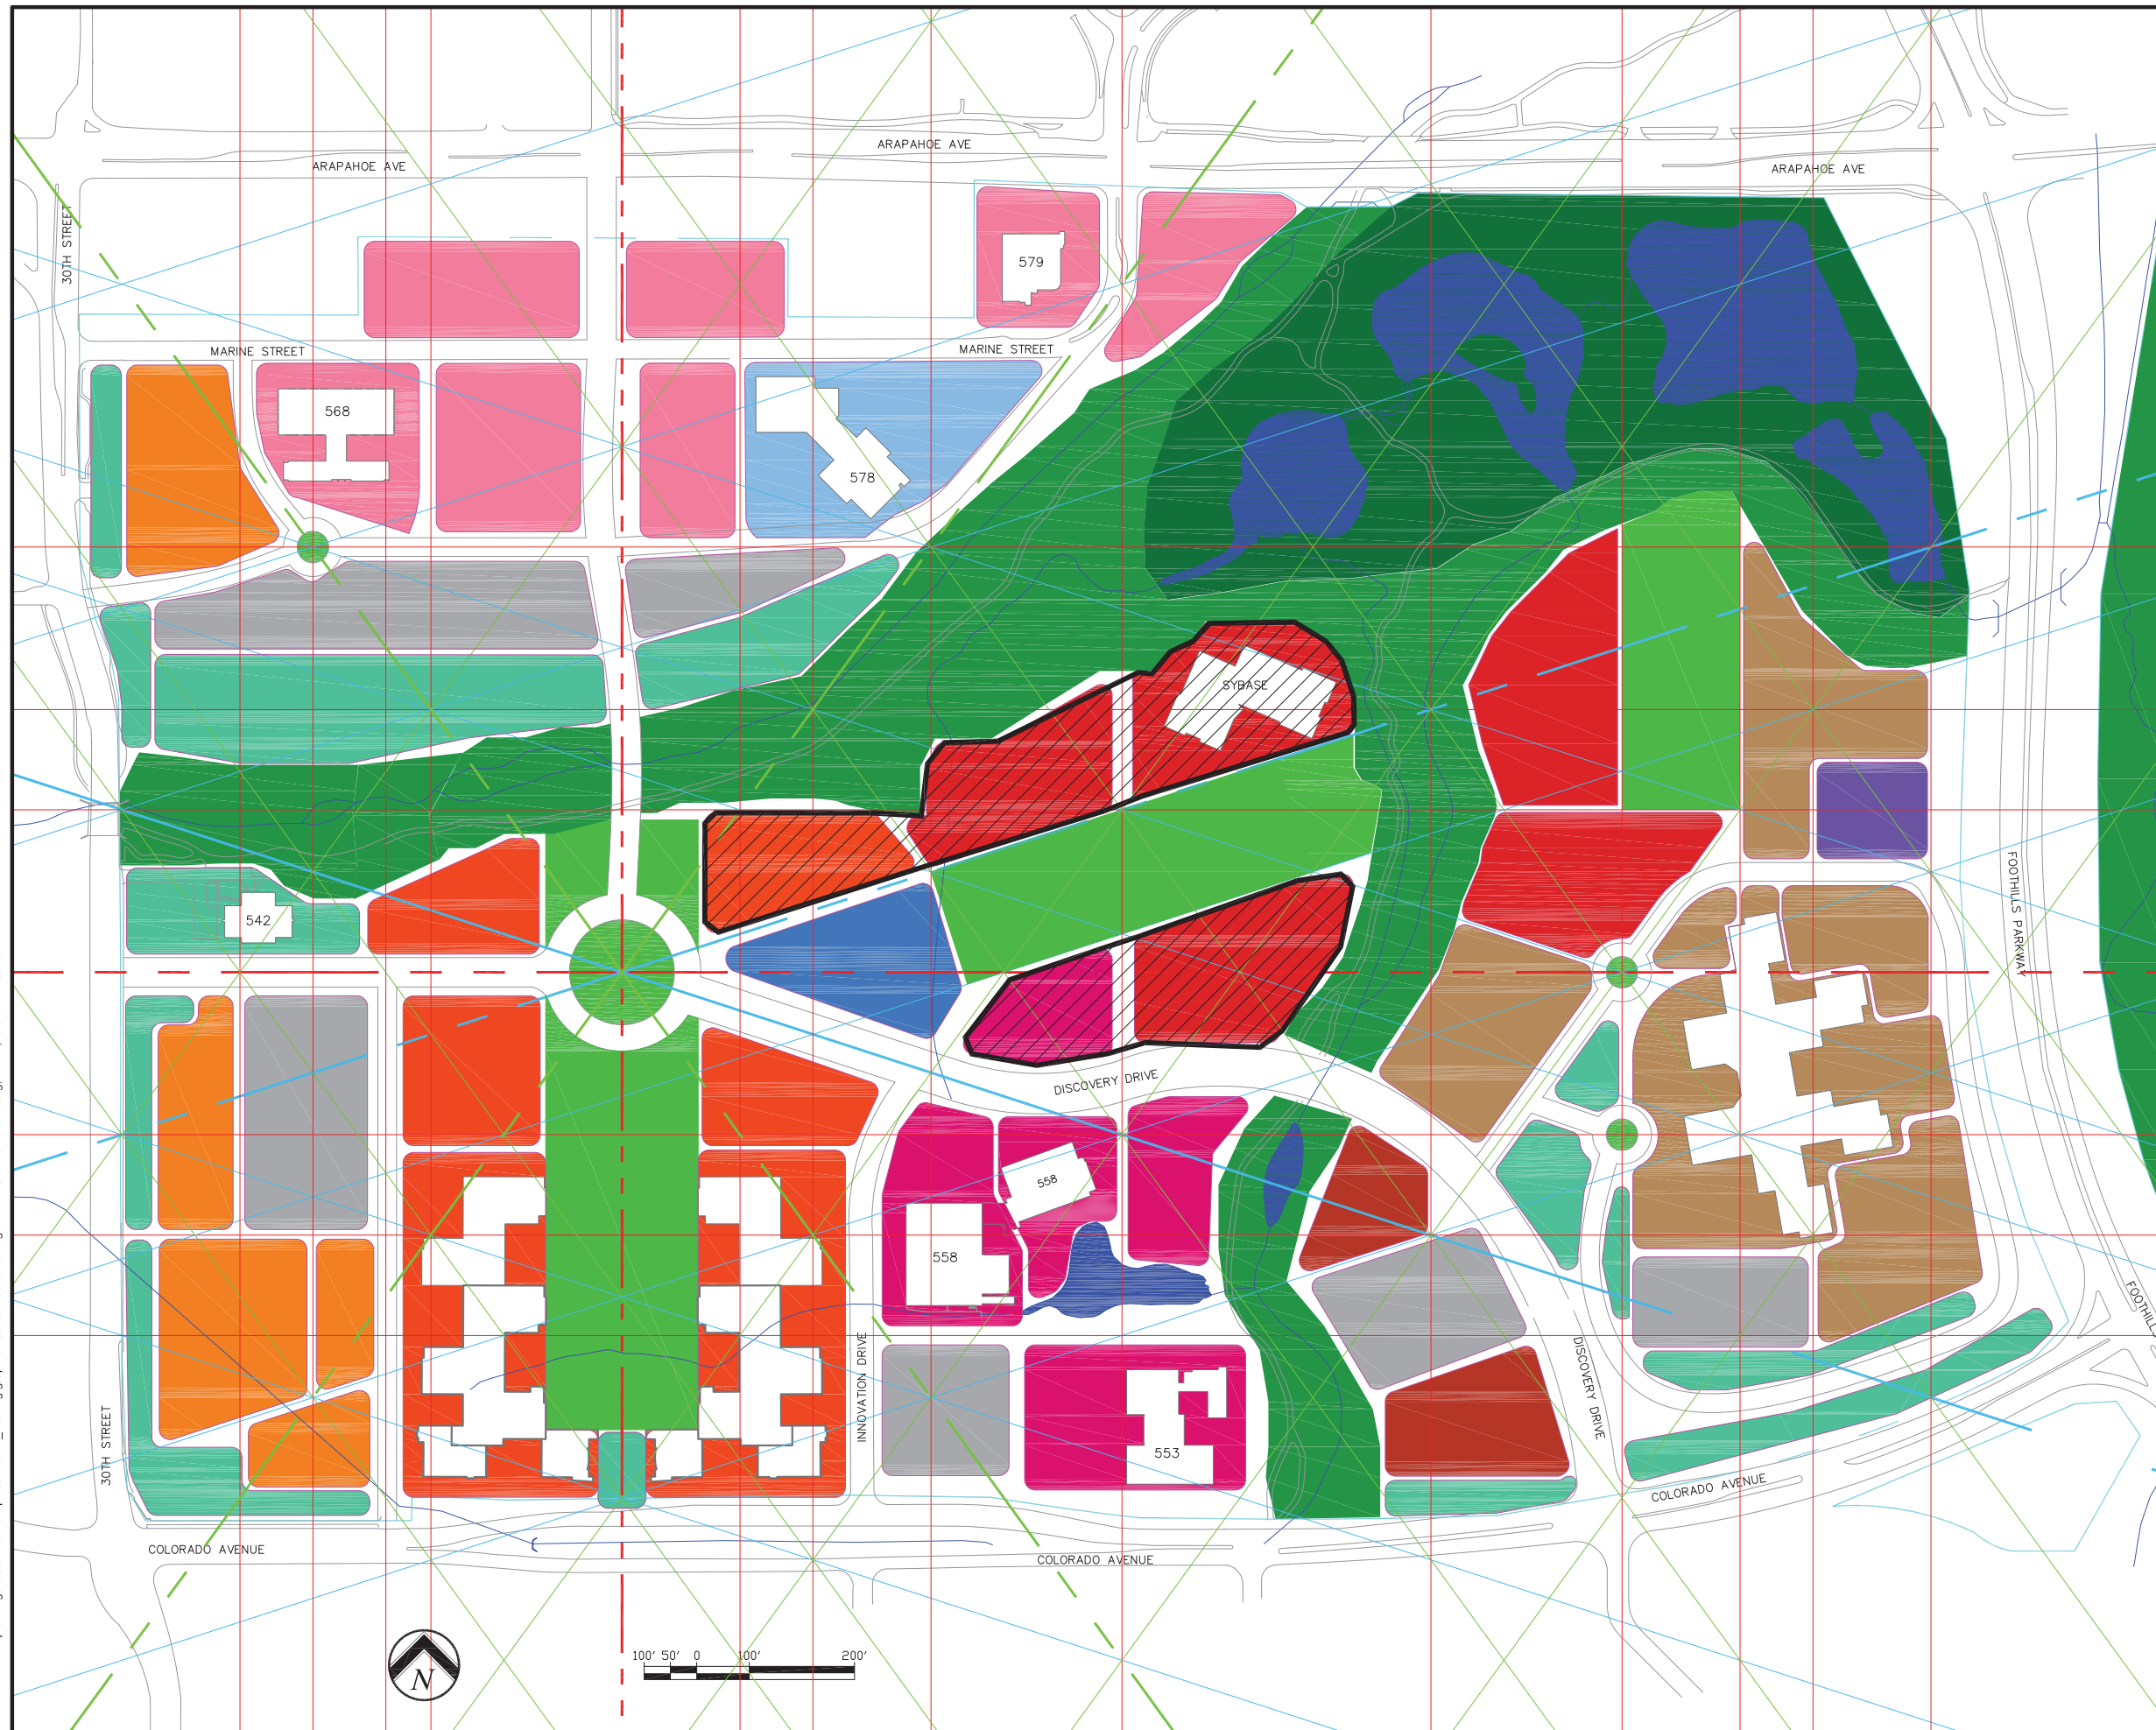 ARAPAHOE AVE
ARAPAHOE AVE
ARAPAHOE AVE
30TH STREET
579
MARINE STREET
MARINE STREET
568
578
SYBASE
542
FOOTHILLS PARKWAY
DISCOVERY DRIVE
558
558
INNOVATION DRIVE
DISCOVERY DRIVE
553
30TH STREET
COLORADO AVENUE
COLORADO AVENUE
COLORADO AVENUE
N
100' 50' 0 100' 200'